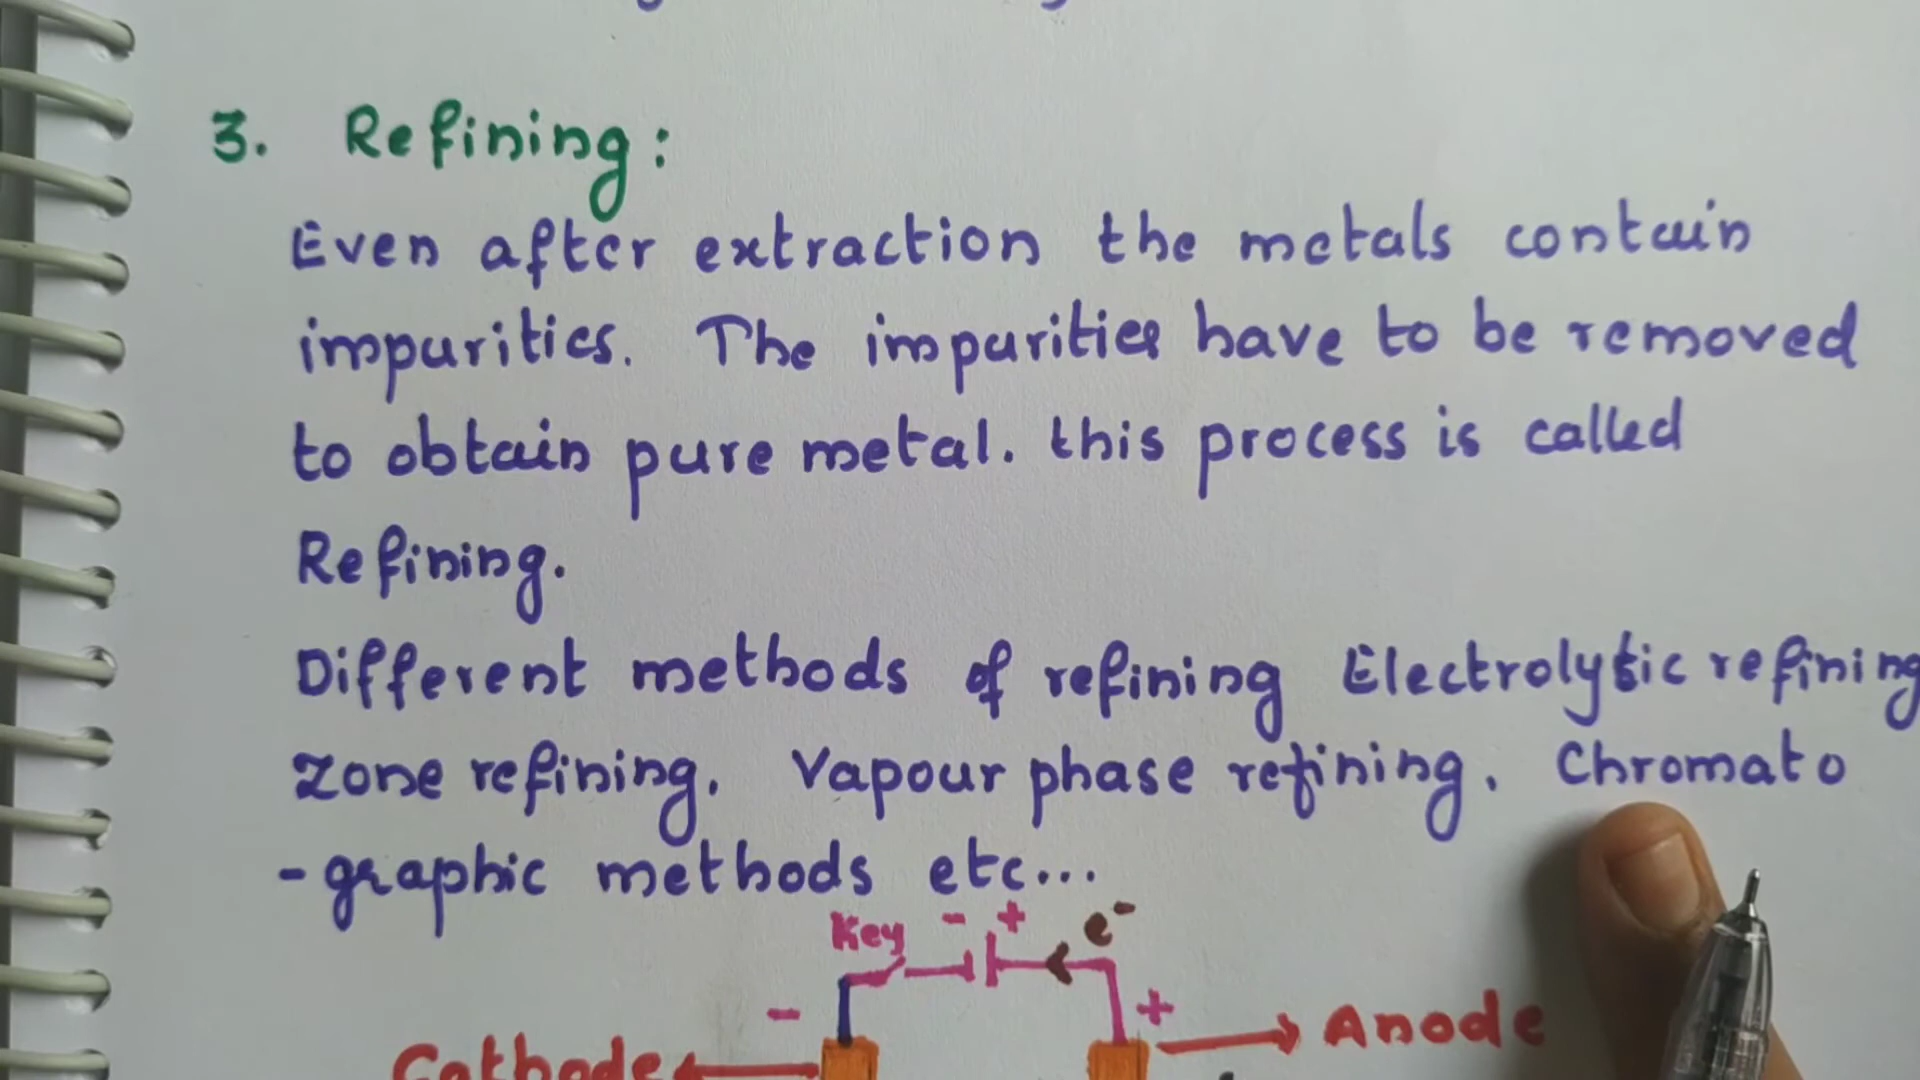 3. Refining:
Even after extraction the metals contain
impurities. The impurities have to be removed
to obtain pure metal. this process is called
Refining.
Different methods of refining Electrolytic refining
Zone refining. Vapour phase refining. Chromato
-graphic methods etc...
Key - + e-
- +
Anode
Cathode